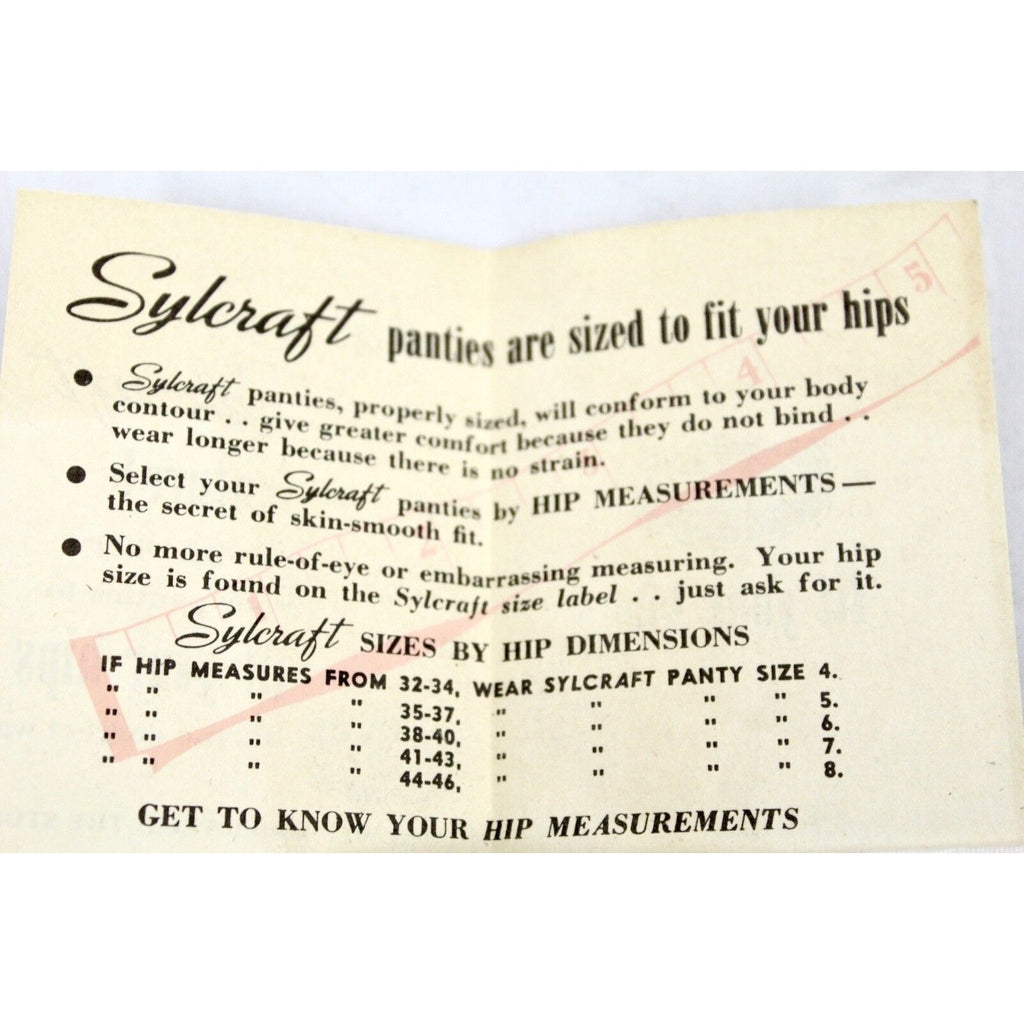 Sylcraft panties are sized to fit your hips
● Sylcraft panties, properly sized, will conform to your body
contour . . give greater comfort because they do not bind . .
wear longer because there is no strain.
● Select your Sylcraft panties by HIP MEASUREMENTS—
the secret of skin-smooth fit.
● No more rule-of-eye or embarrassing measuring. Your hip
size is found on the Sylcraft size label . . just ask for it.
Sylcraft SIZES BY HIP DIMENSIONS
IF HIP MEASURES FROM 32-34, WEAR SYLCRAFT PANTY SIZE 4.
" " " " 35-37, " " " " 5.
" " " " 38-40, " " " " 6.
" " " " 41-43, " " " " 7.
" " " " 44-46, " " " " 8.
GET TO KNOW YOUR HIP MEASUREMENTS
1
2
4
5